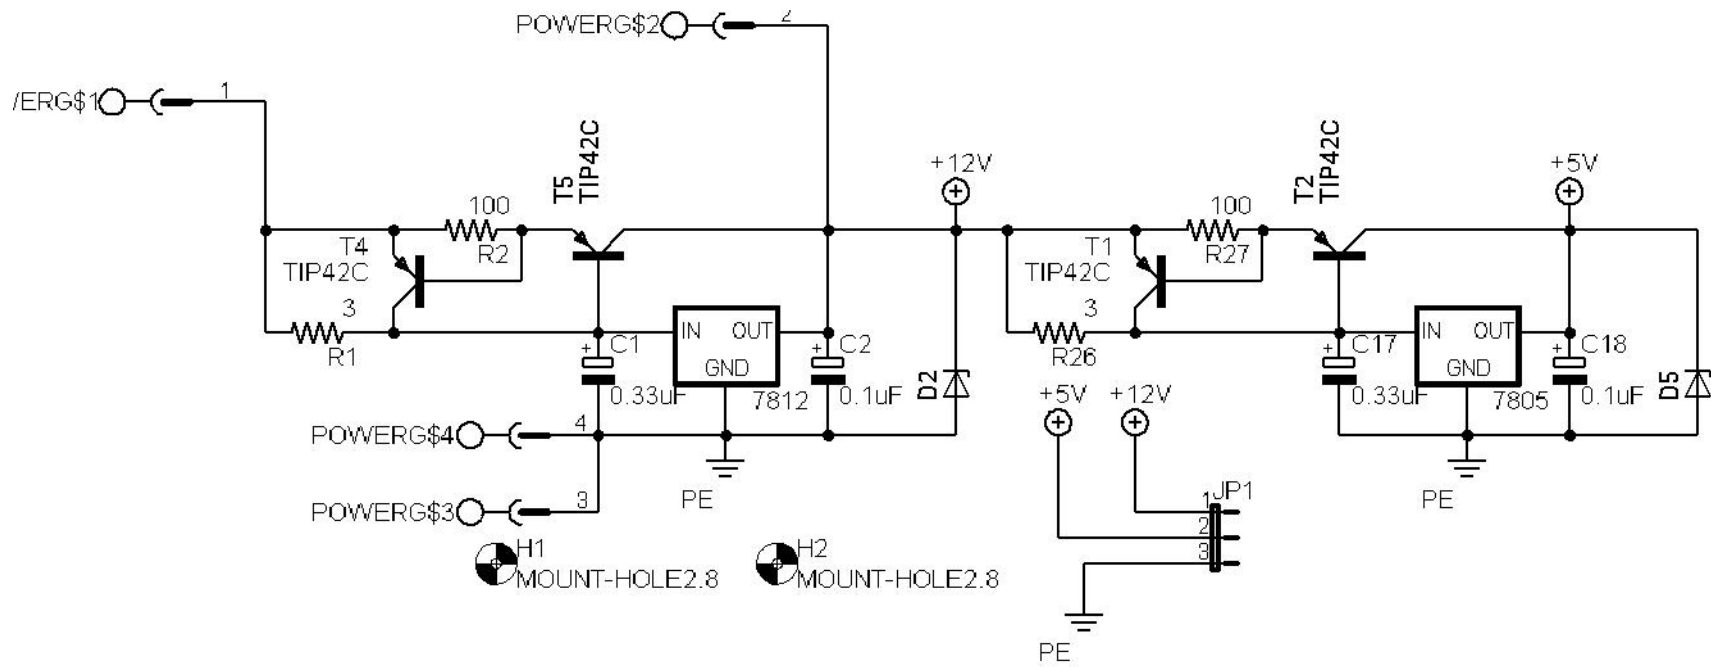 POWERG$2
2
/ERG$1
1
T5
TIP42C
T2
TIP42C
+12V
+5V
100
R2
100
R27
T4
TIP42C
T1
TIP42C
3
R1
3
R26
IN OUT
GND
7812
IN OUT
GND
7805
C1
0.33uF
C2
0.1uF
D2
C17
0.33uF
C18
0.1uF
D5
+5V
+12V
POWERG$4
4
POWERG$3
3
PE
PE
JP1
1
2
3
PE
H1
MOUNT-HOLE2.8
H2
MOUNT-HOLE2.8